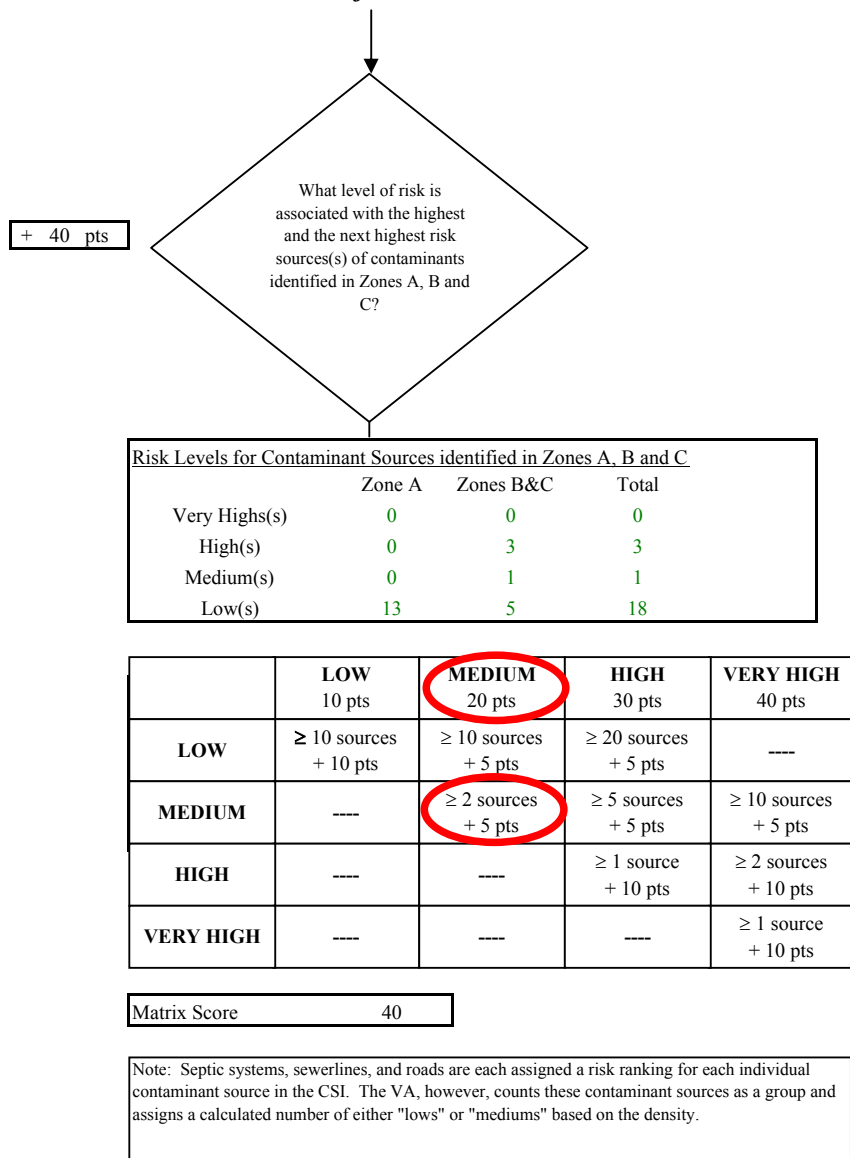 What level of risk is
associated with the highest
and the next highest risk
sources(s) of contaminants
identified in Zones A, B and
C?
+ 40 pts
Risk Levels for Contaminant Sources identified in Zones A, B and C
Zone A Zones B&C Total
Very Highs(s) 0 0 0
High(s) 0 3 3
Medium(s) 0 1 1
Low(s) 13 5 18
LOW MEDIUM HIGH VERY HIGH
10 pts 20 pts 30 pts 40 pts
LOW ≥ 10 sources ≥ 10 sources ≥ 20 sources ----
+ 10 pts + 5 pts + 5 pts
MEDIUM ---- ≥ 2 sources ≥ 5 sources ≥ 10 sources
+ 5 pts + 5 pts + 5 pts
HIGH ---- ---- ≥ 1 source ≥ 2 sources
+ 10 pts + 10 pts
VERY HIGH ---- ---- ---- ≥ 1 source
+ 10 pts
Matrix Score 40
Note: Septic systems, sewerlines, and roads are each assigned a risk ranking for each individual
contaminant source in the CSI. The VA, however, counts these contaminant sources as a group and
assigns a calculated number of either "lows" or "mediums" based on the density.